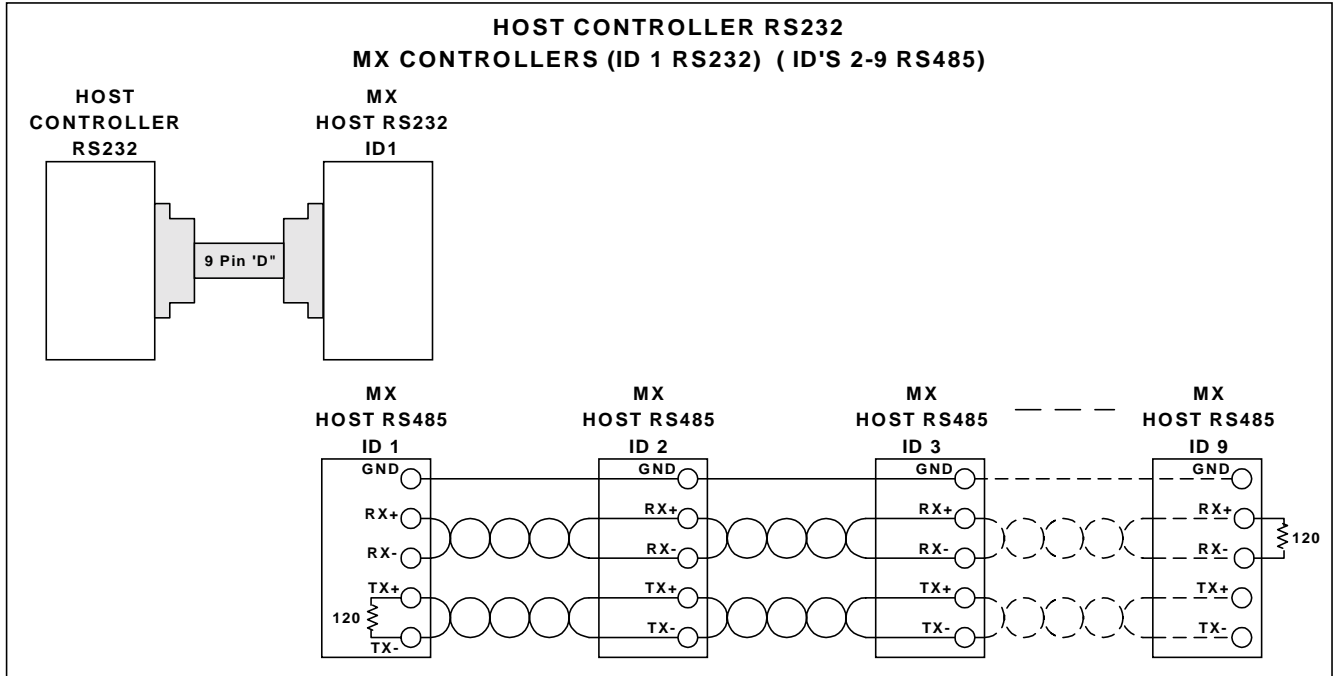 HOST CONTROLLER RS232
MX CONTROLLERS (ID 1 RS232) ( ID'S 2-9 RS485)
HOST
CONTROLLER
RS232
MX
HOST RS232
ID1
9 Pin 'D"
MX
HOST RS485
ID 1
GND
RX+
RX-
TX+
120
TX-
MX
HOST RS485
ID 2
GND
RX+
RX-
TX+
TX-
MX
HOST RS485
ID 3
GND
RX+
RX-
TX+
TX-
MX
HOST RS485
ID 9
GND
RX+
RX-
120
TX+
TX-